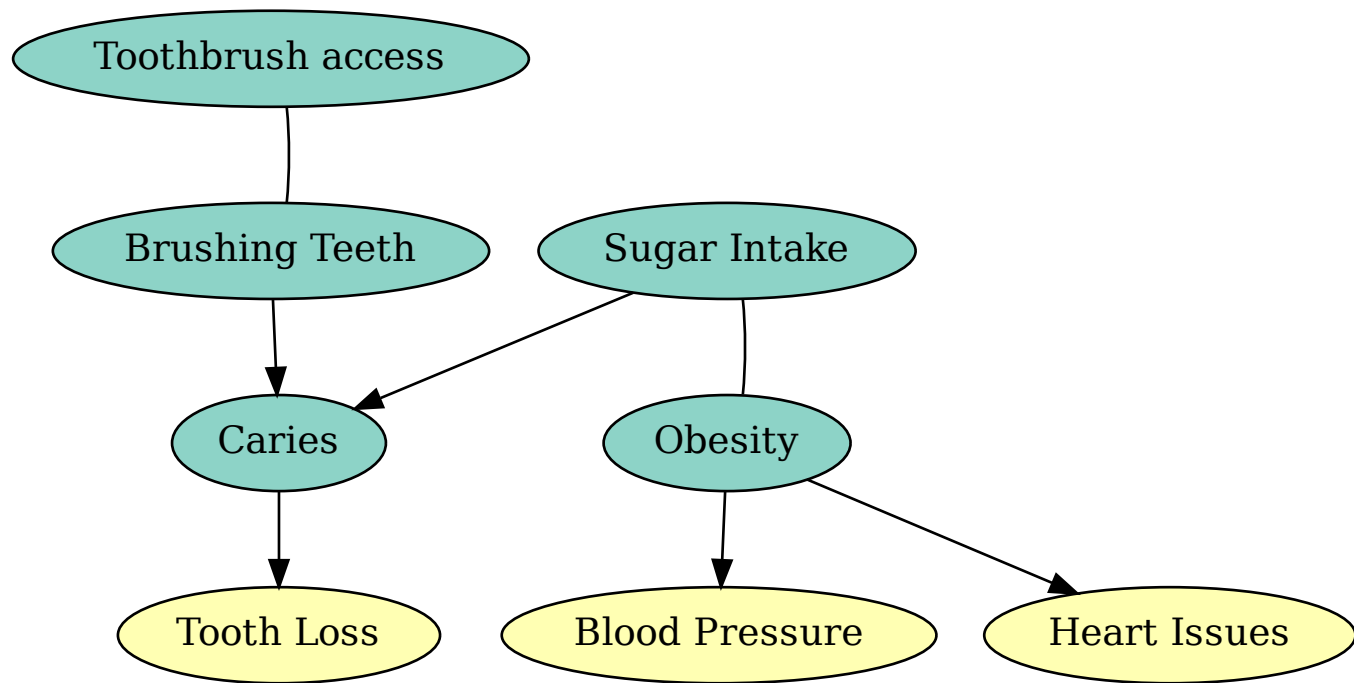 Toothbrush access
Brushing Teeth
Sugar Intake
Caries
Obesity
Tooth Loss
Blood Pressure
Heart Issues